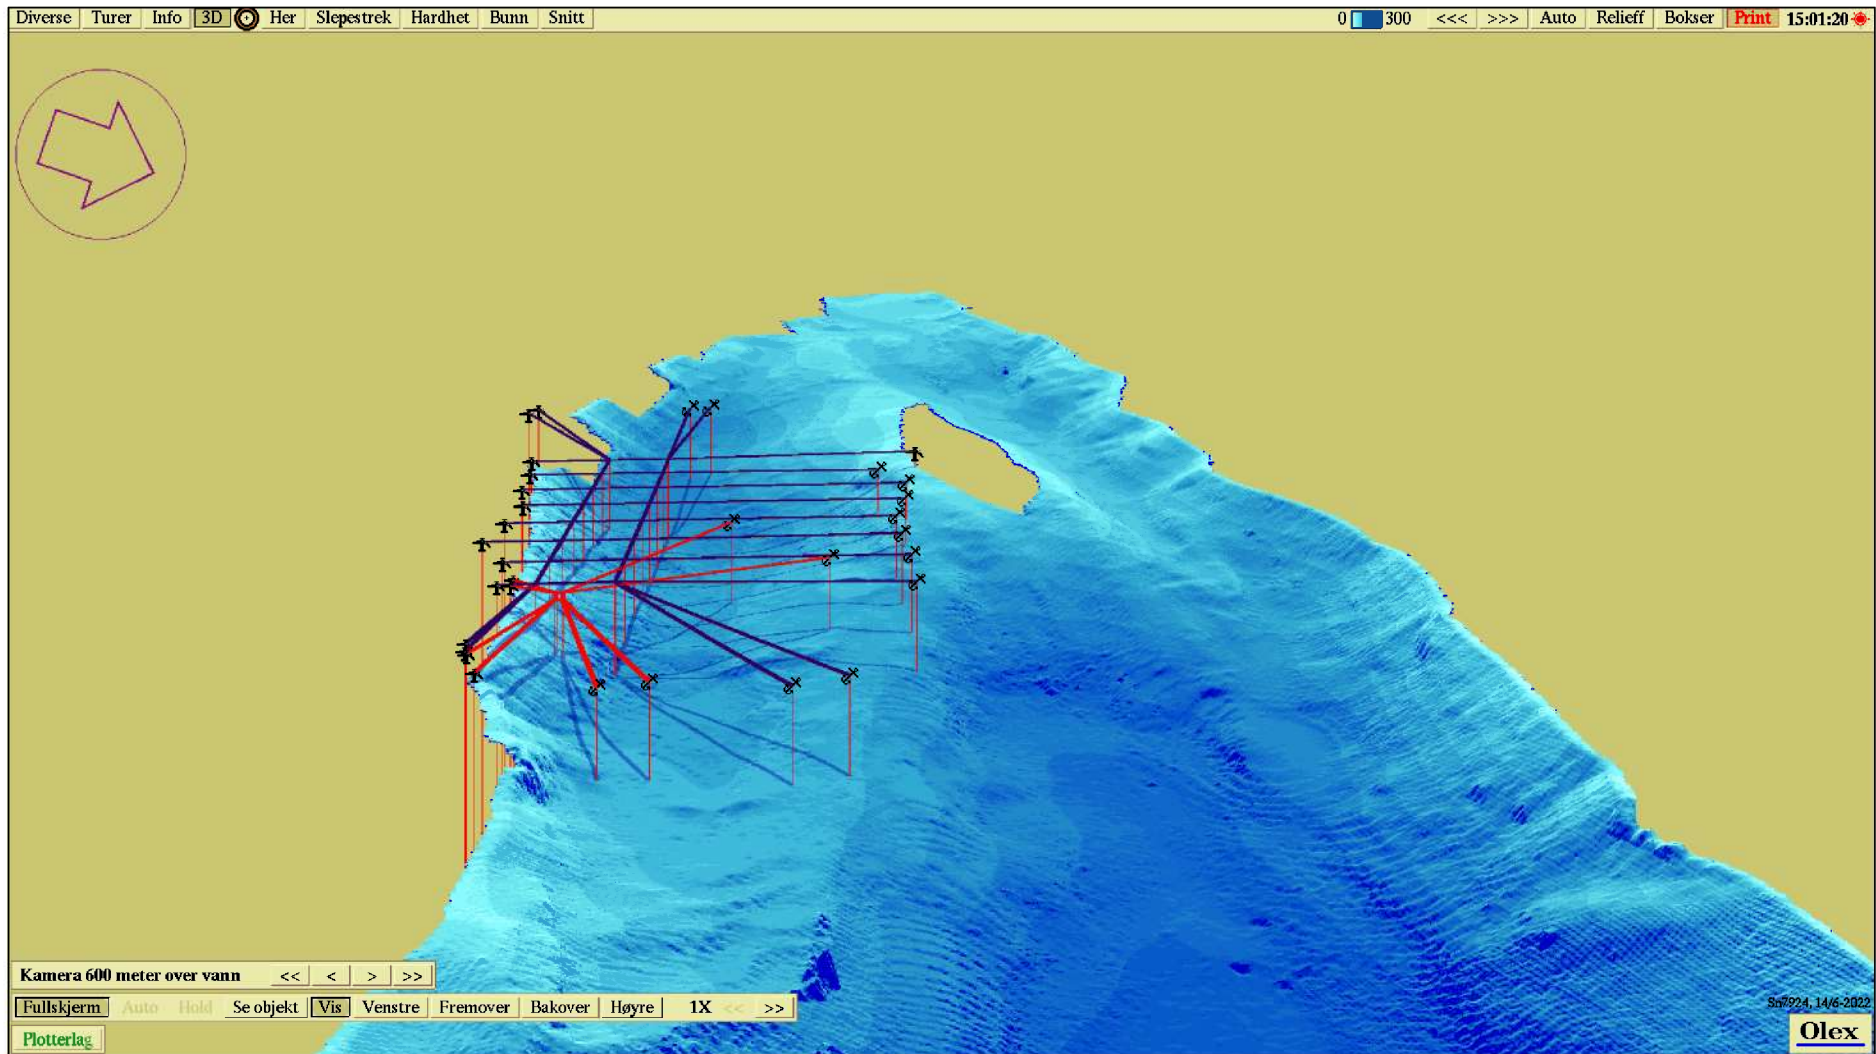 Diverse Turer Info 3D Her Slepestrek Hardhet Bunn Snitt 0 300 <<< >>> Auto Relieff Bokser Print 15:01:20
Kamera 600 meter over vann << < > >>
Fullskjerm Auto Hold Se objekt Vis Venstre Fremover Bakover Høyre 1X << >>
Sn7924, 14/6-2022
Plotterlag
Olex